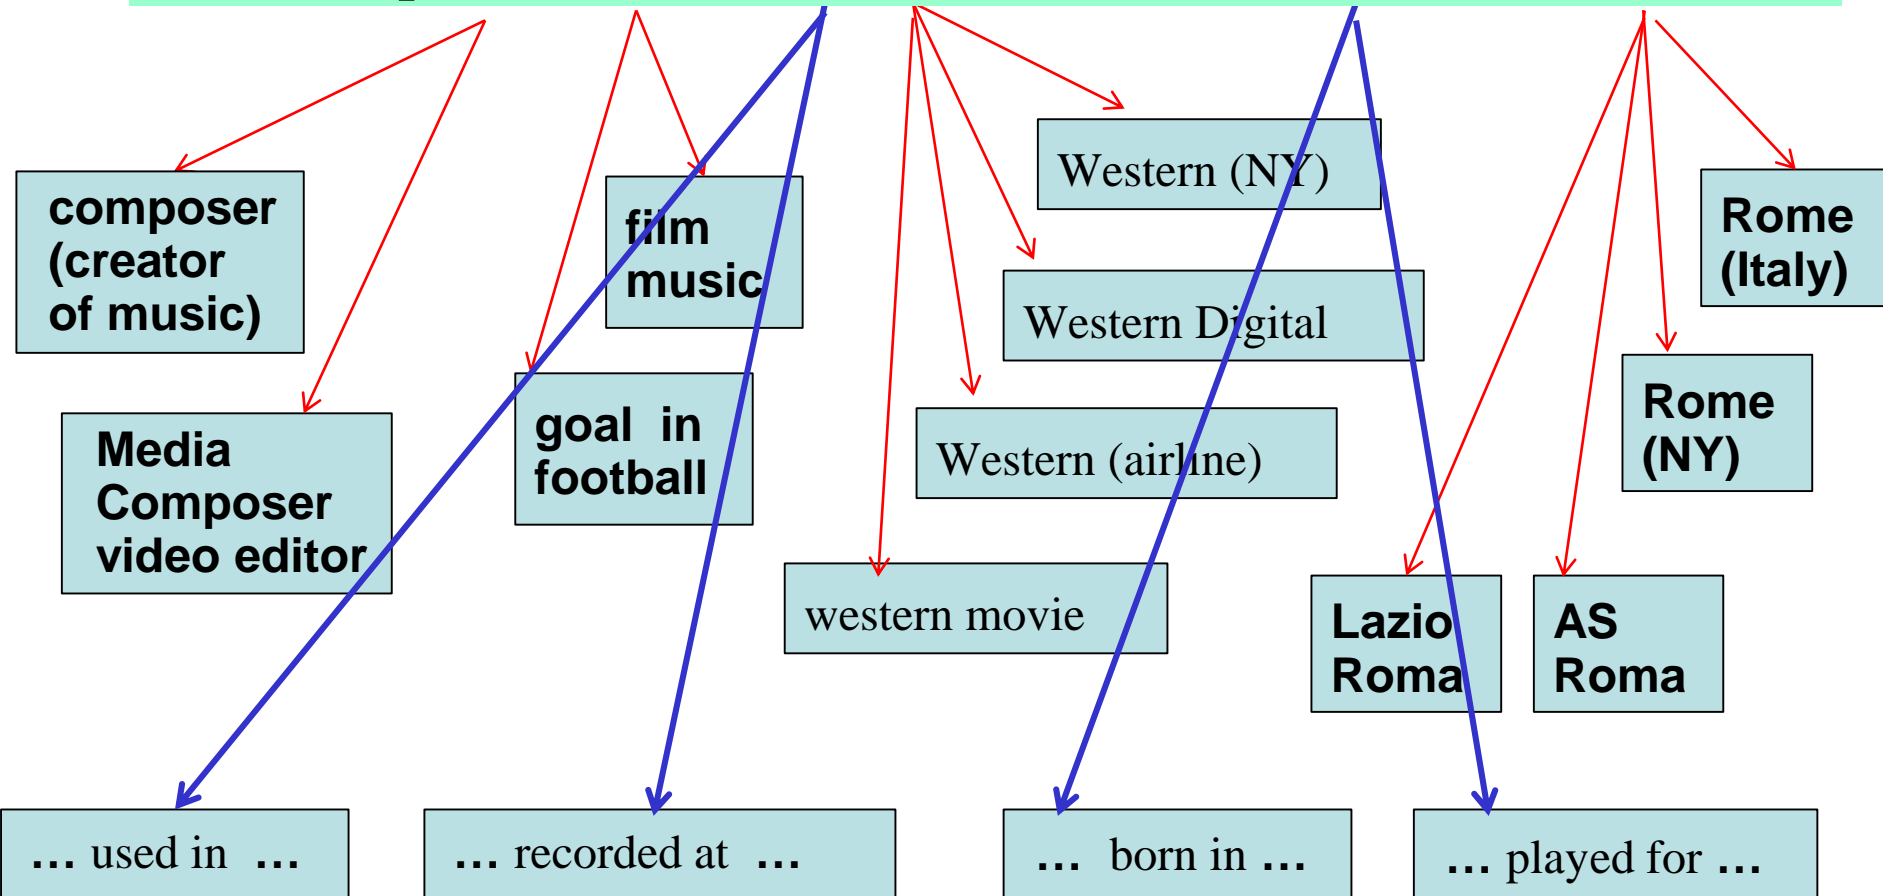 Western (NY)
composer
(creator
of music)
film
music
Rome
(Italy)
Western Digital
Rome
(NY)
goal in
football
Western (airline)
Media
Composer
video editor
western movie
Lazio
Roma
AS
Roma
... used in ...
... recorded at ...
... born in ...
... played for ...